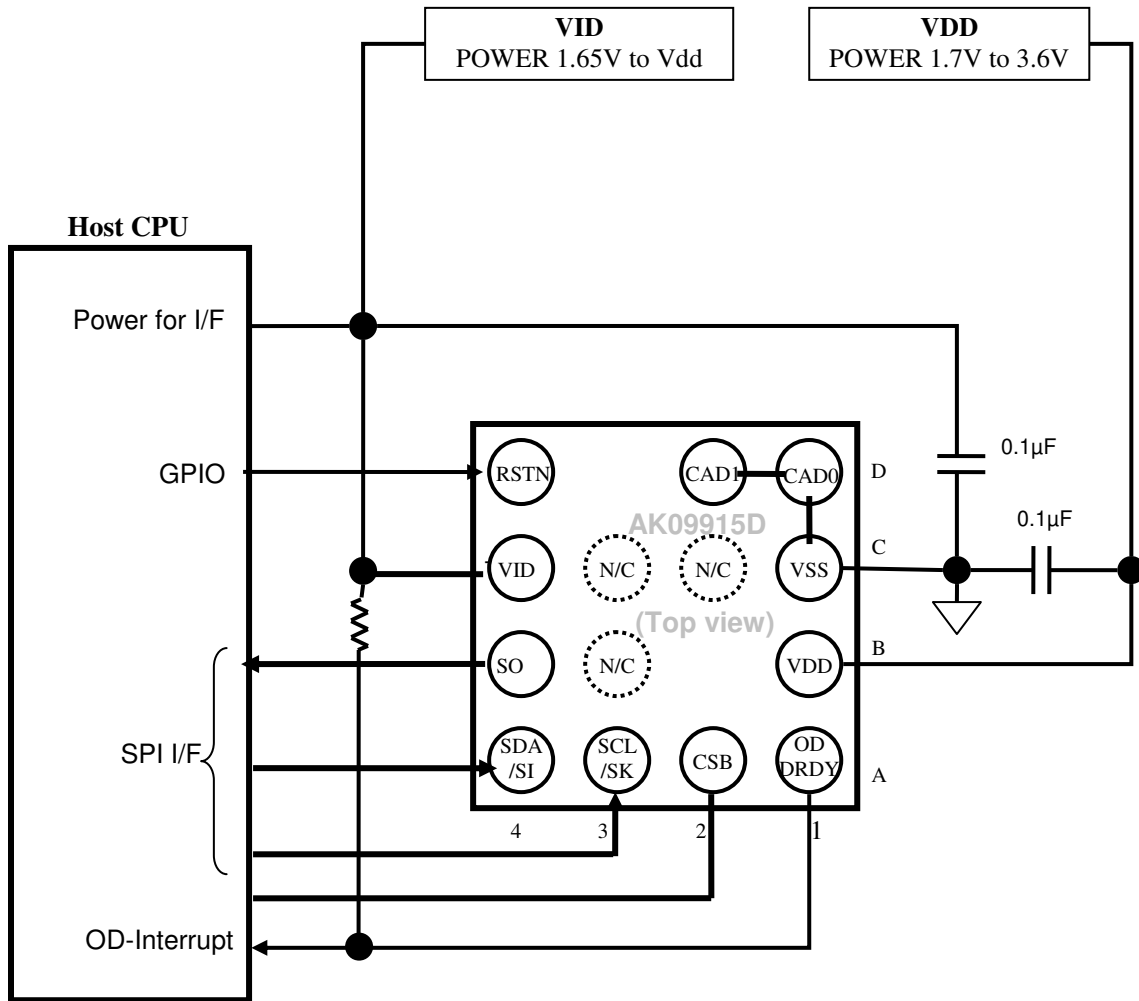 VID
POWER 1.65V to Vdd
VDD
POWER 1.7V to 3.6V
Host CPU
Power for I/F
GPIO
SPI I/F
OD-Interrupt
RSTN
CAD1
CAD0
D
AK09915D
VID
N/C
N/C
VSS
C
(Top view)
SO
N/C
VDD
B
SDA
/SI
SCL
/SK
CSB
OD
DRDY
A
4
3
2
1
0.1µF
0.1µF